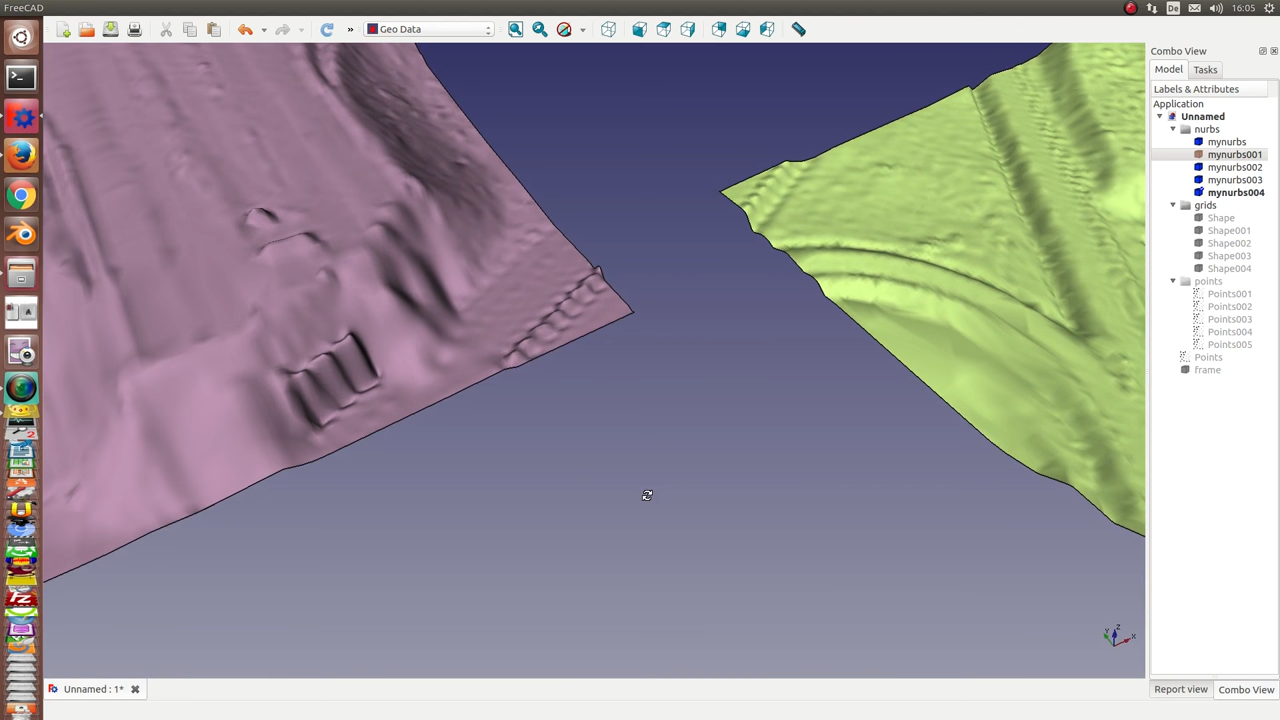 FreeCAD
De
16:05
Geo Data
Combo View
Model
Tasks
Labels & Attributes
Application
Unnamed
nurbs
mynurbs
mynurbs001
mynurbs002
mynurbs003
mynurbs004
grids
Shape
Shape001
Shape002
Shape003
Shape004
points
Points001
Points002
Points003
Points004
Points005
Points
frame
Z
Y
X
Unnamed : 1*
Report view
Combo View